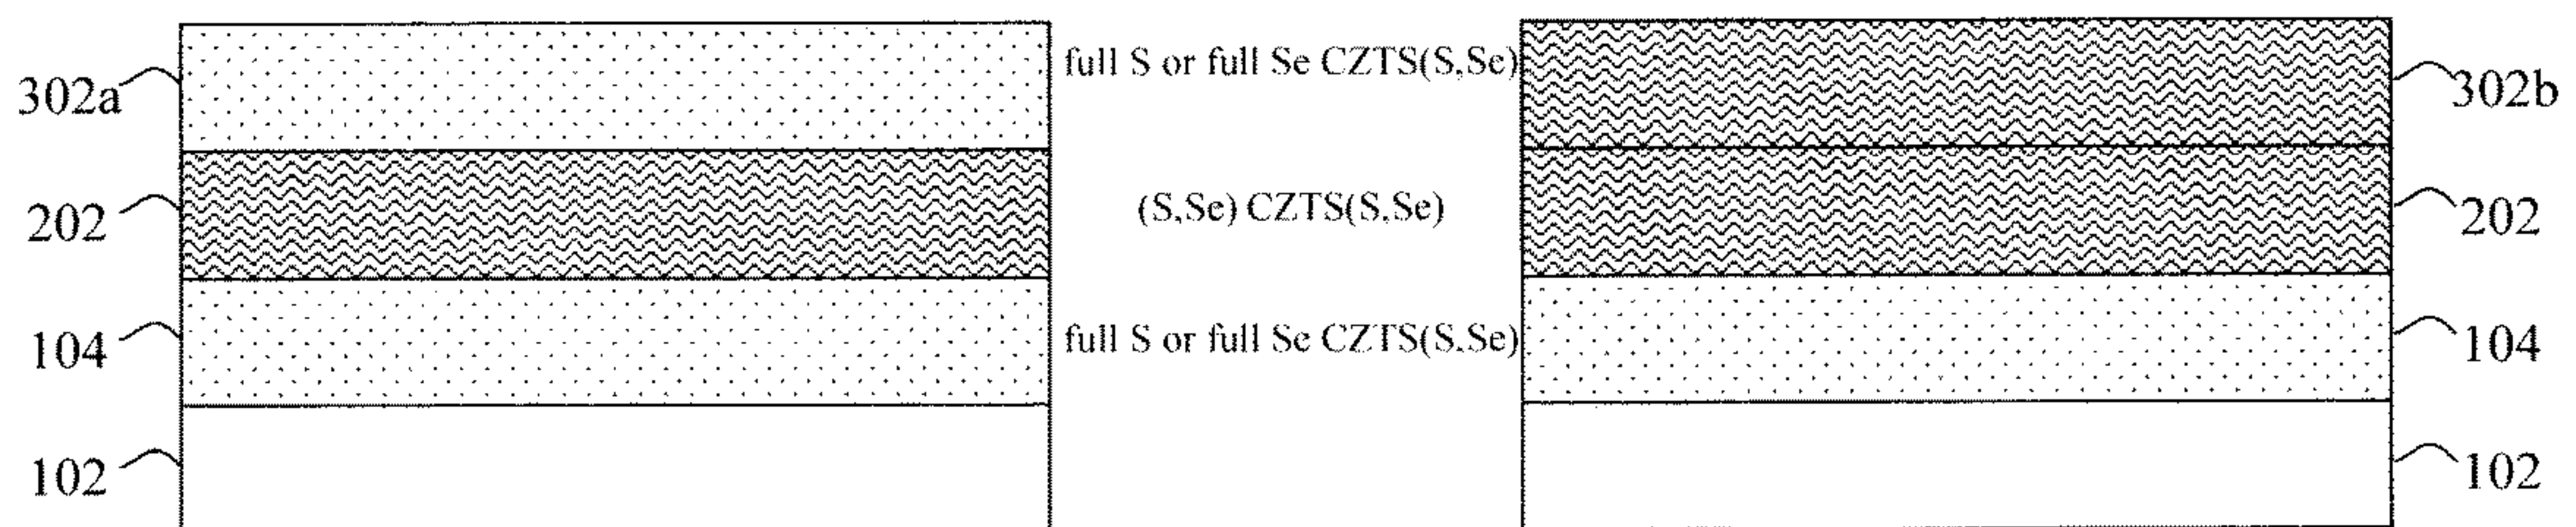 302a full S or full Se CZTS(S,Se) 302b
202 (S,Se) CZTS(S,Se) 202
104 full S or full Se CZTS(S,Se) 104
102 102